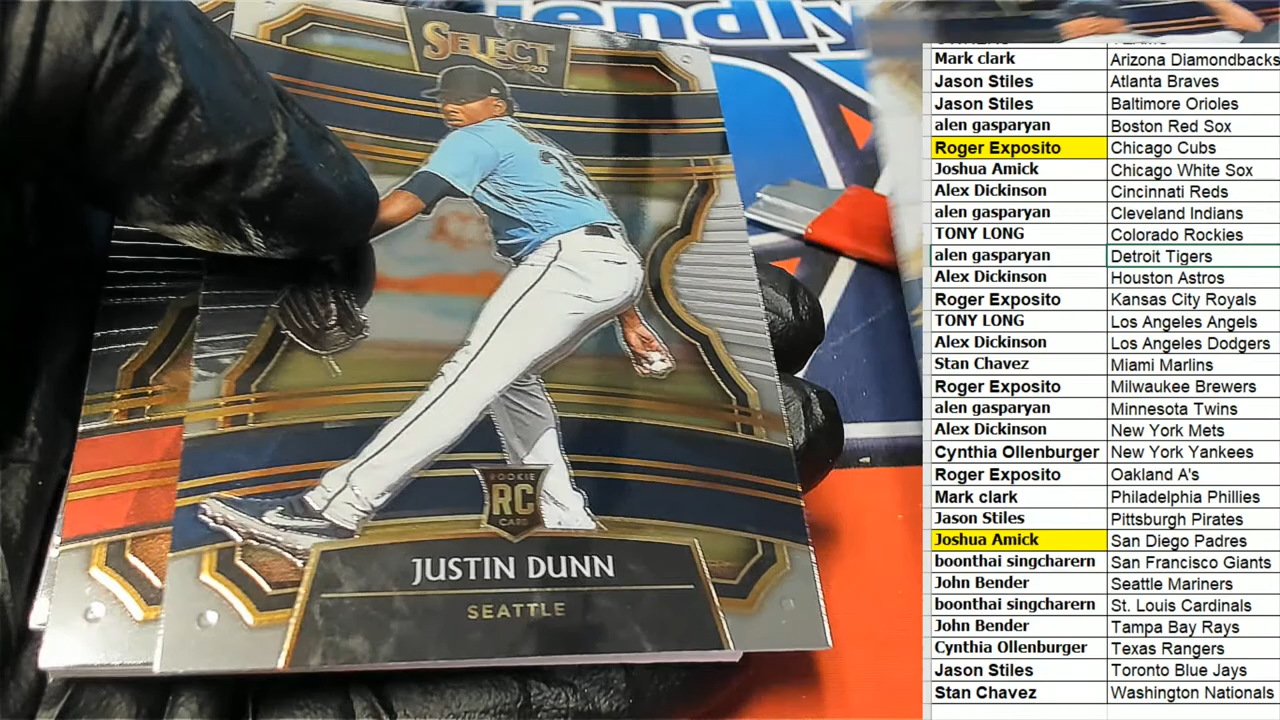 endly
SELECT
2020
ROOKIE
RC
CARD
JUSTIN DUNN
SEATTLE
Mark clark Arizona Diamondbacks
Jason Stiles Atlanta Braves
Jason Stiles Baltimore Orioles
alen gasparyan Boston Red Sox
Roger Exposito Chicago Cubs
Joshua Amick Chicago White Sox
Alex Dickinson Cincinnati Reds
alen gasparyan Cleveland Indians
TONY LONG Colorado Rockies
alen gasparyan Detroit Tigers
Alex Dickinson Houston Astros
Roger Exposito Kansas City Royals
TONY LONG Los Angeles Angels
Alex Dickinson Los Angeles Dodgers
Stan Chavez Miami Marlins
Roger Exposito Milwaukee Brewers
alen gasparyan Minnesota Twins
Alex Dickinson New York Mets
Cynthia Ollenburger New York Yankees
Roger Exposito Oakland A's
Mark clark Philadelphia Phillies
Jason Stiles Pittsburgh Pirates
Joshua Amick San Diego Padres
boonthai singcharern San Francisco Giants
John Bender Seattle Mariners
boonthai singcharern St. Louis Cardinals
John Bender Tampa Bay Rays
Cynthia Ollenburger Texas Rangers
Jason Stiles Toronto Blue Jays
Stan Chavez Washington Nationals